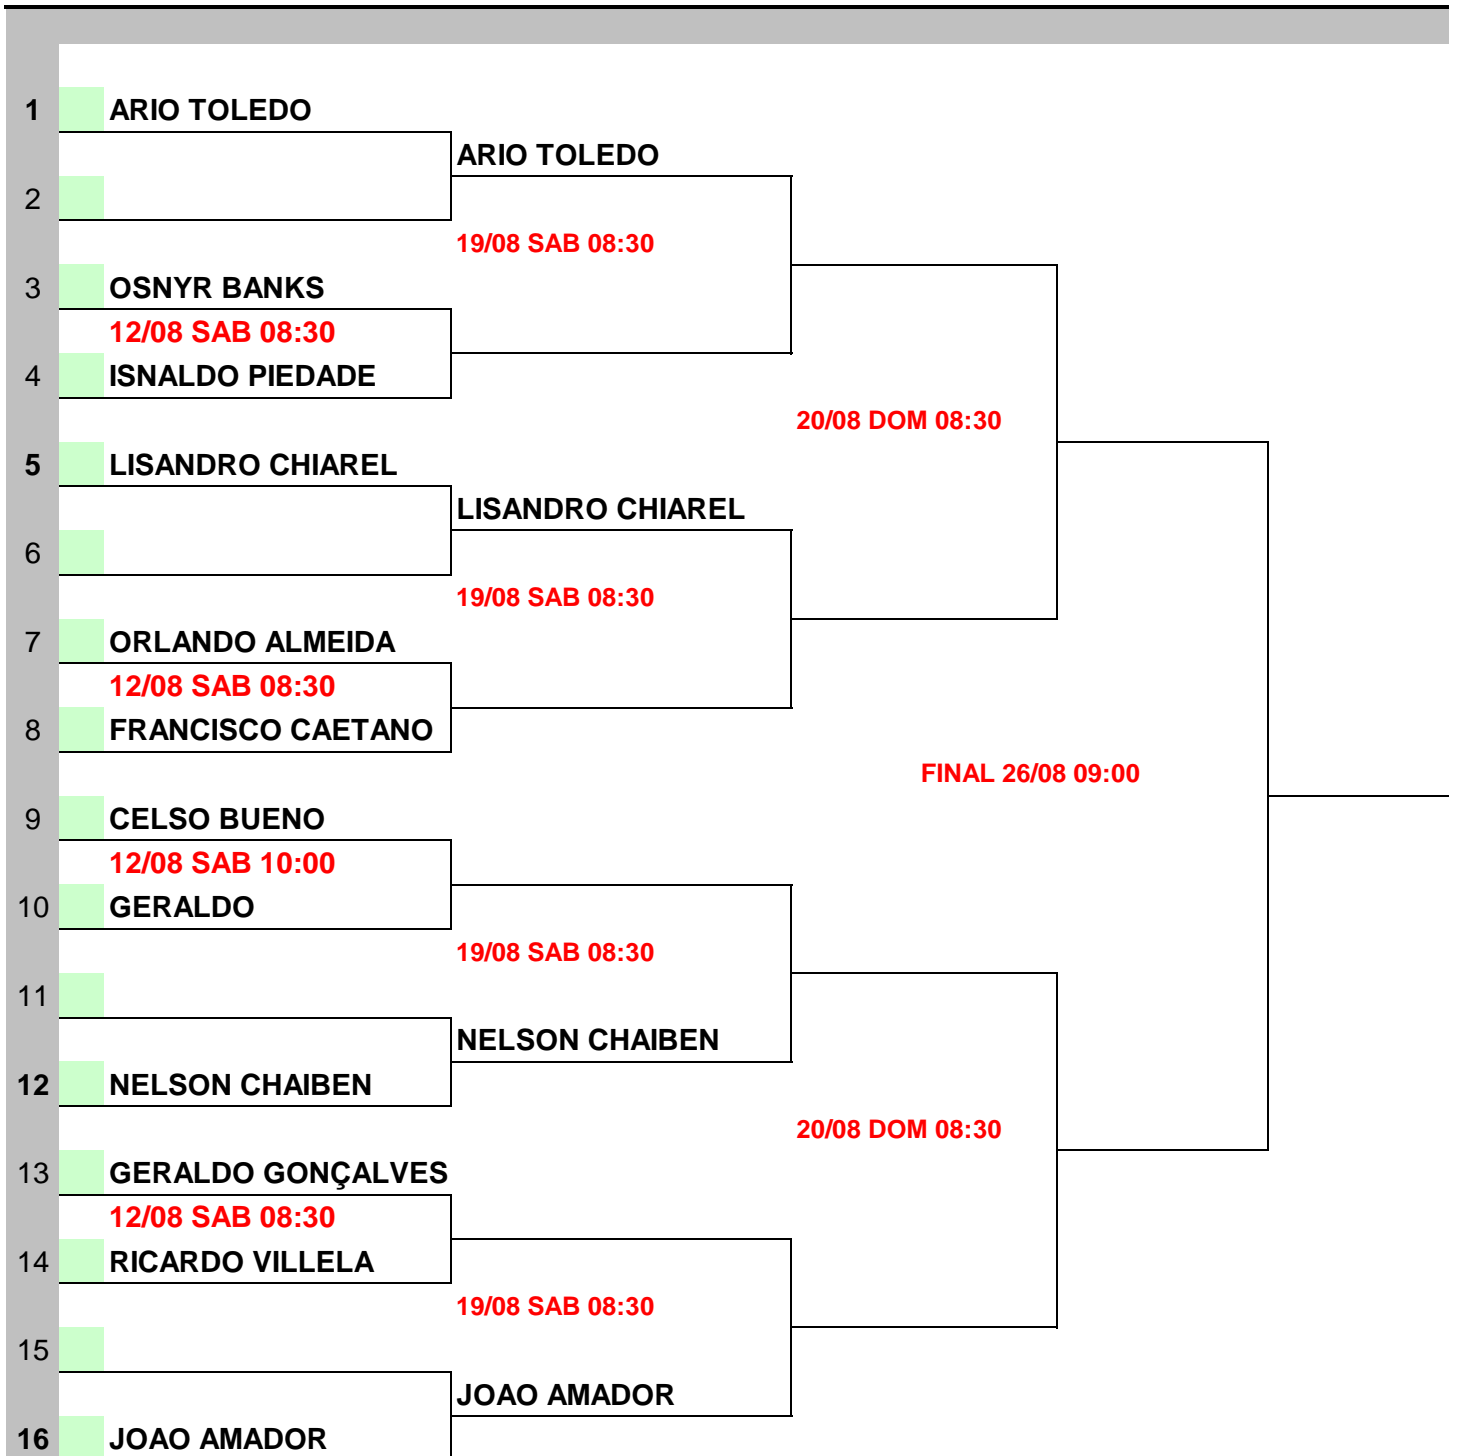 1 ARIO TOLEDO
ARIO TOLEDO
2
19/08 SAB 08:30
3 OSNYR BANKS
12/08 SAB 08:30
4 ISNALDO PIEDADE
20/08 DOM 08:30
5 LISANDRO CHIAREL
LISANDRO CHIAREL
6
19/08 SAB 08:30
7 ORLANDO ALMEIDA
12/08 SAB 08:30
8 FRANCISCO CAETANO
FINAL 26/08 09:00
9 CELSO BUENO
12/08 SAB 10:00
10 GERALDO
19/08 SAB 08:30
11
NELSON CHAIBEN
12 NELSON CHAIBEN
20/08 DOM 08:30
13 GERALDO GONÇALVES
12/08 SAB 08:30
14 RICARDO VILLELA
19/08 SAB 08:30
15
JOAO AMADOR
16 JOAO AMADOR